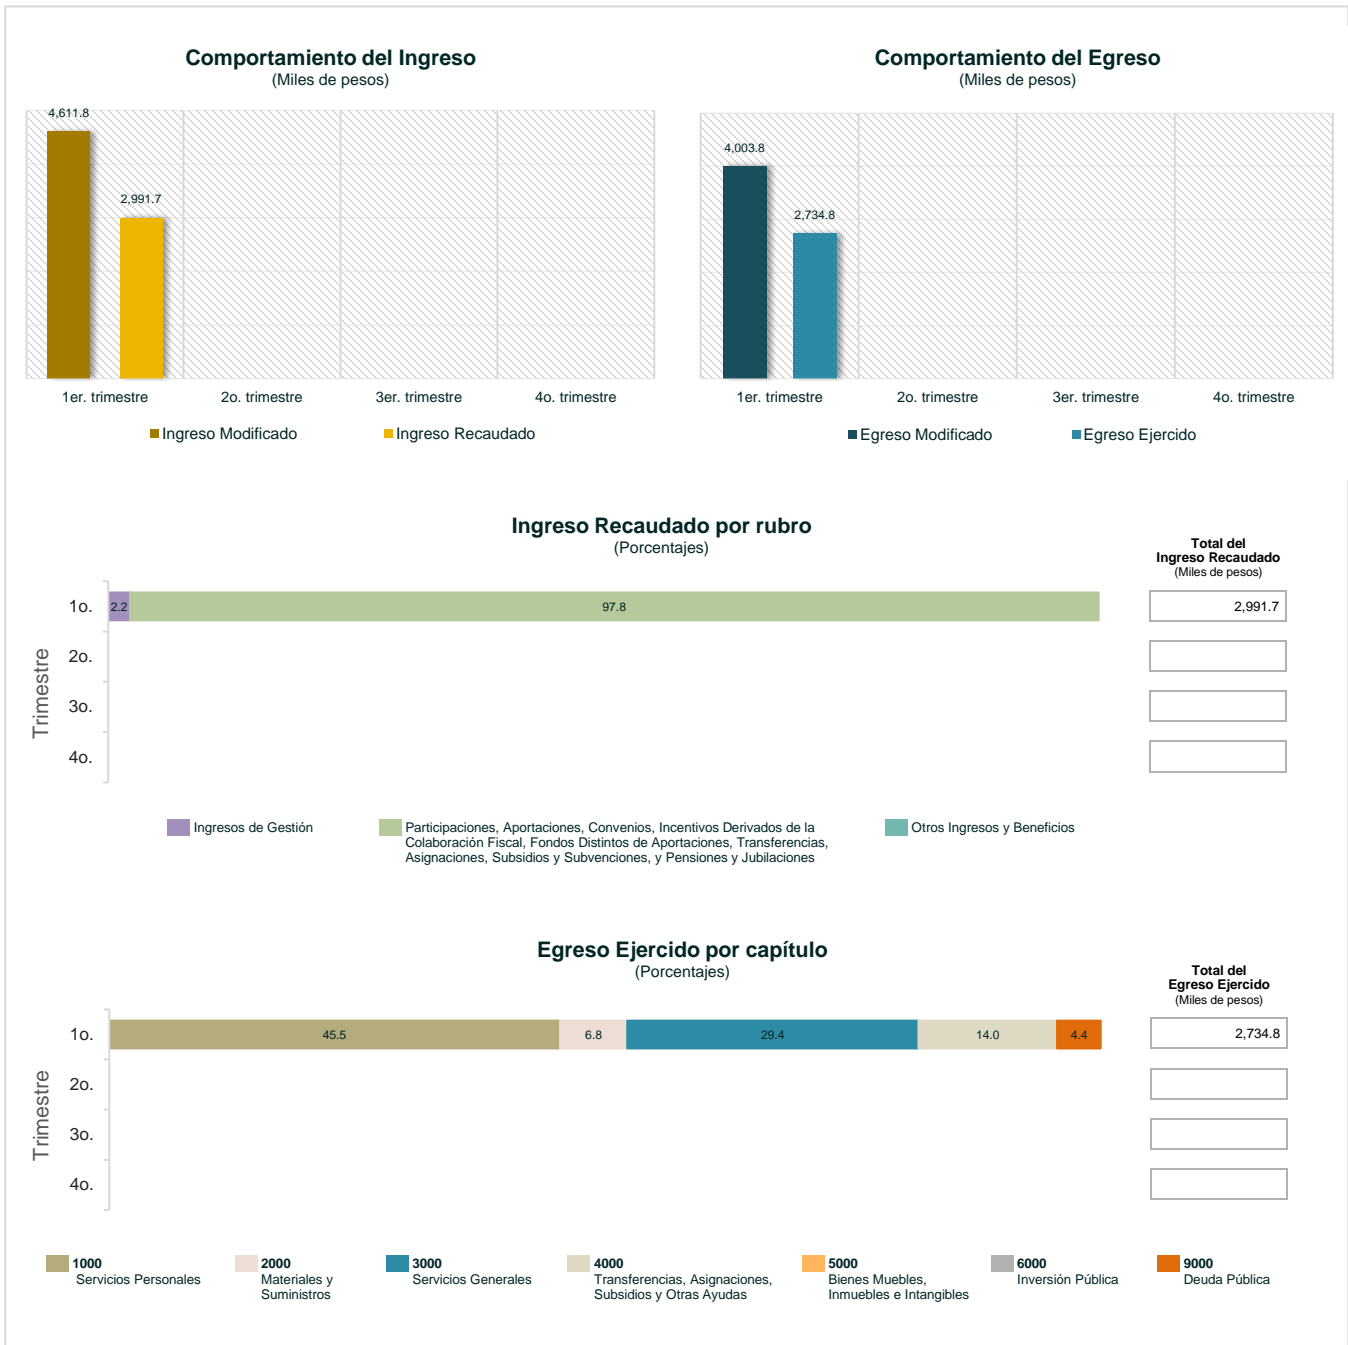 Comportamiento del Ingreso
(Miles de pesos)
4,611.8
2,991.7
1er. trimestre
2o. trimestre
3er. trimestre
4o. trimestre
Ingreso Modificado
Ingreso Recaudado
Comportamiento del Egreso
(Miles de pesos)
4,003.8
2,734.8
1er. trimestre
2o. trimestre
3er. trimestre
4o. trimestre
Egreso Modificado
Egreso Ejercido
Ingreso Recaudado por rubro
(Porcentajes)
Total del
Ingreso Recaudado
(Miles de pesos)
Trimestre
1o.
2.2
97.8
2,991.7
2o.
3o.
4o.
Ingresos de Gestión
Participaciones, Aportaciones, Convenios, Incentivos Derivados de la
Colaboración Fiscal, Fondos Distintos de Aportaciones, Transferencias,
Asignaciones, Subsidios y Subvenciones, y Pensiones y Jubilaciones
Otros Ingresos y Beneficios
Egreso Ejercido por capítulo
(Porcentajes)
Total del
Egreso Ejercido
(Miles de pesos)
Trimestre
1o.
45.5
6.8
29.4
14.0
4.4
2,734.8
2o.
3o.
4o.
1000
Servicios Personales
2000
Materiales y
Suministros
3000
Servicios Generales
4000
Transferencias, Asignaciones,
Subsidios y Otras Ayudas
5000
Bienes Muebles,
Inmuebles e Intangibles
6000
Inversión Pública
9000
Deuda Pública